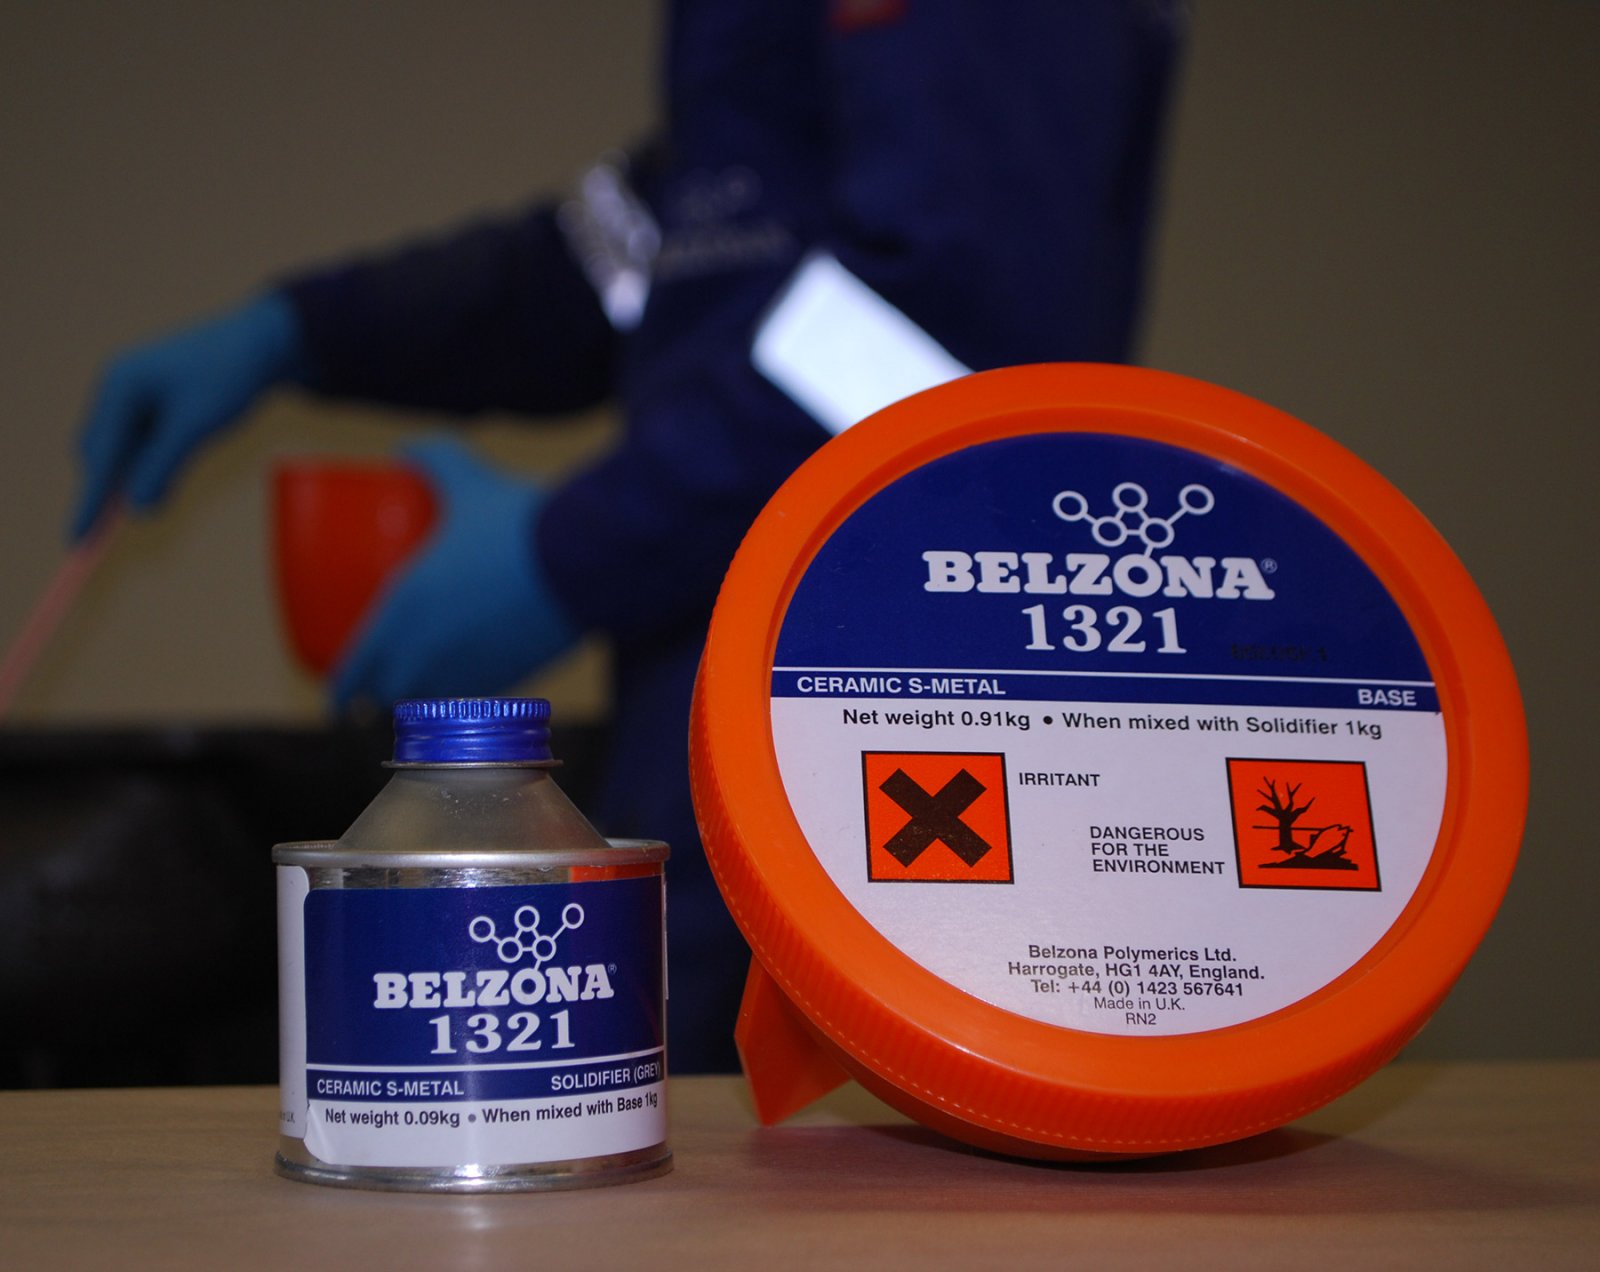 BELZONA®
1321
CERAMIC S-METAL
SOLIDIFIER (GREY)
Net weight 0.09kg • When mixed with Base 1kg
BELZONA®
1321
CERAMIC S-METAL
BASE
Net weight 0.91kg • When mixed with Solidifier 1kg
IRRITANT
DANGEROUS
FOR THE
ENVIRONMENT
Belzona Polymerics Ltd.
Harrogate, HG1 4AY, England.
Tel: +44 (0) 1423 567641
Made in U.K.
RN2